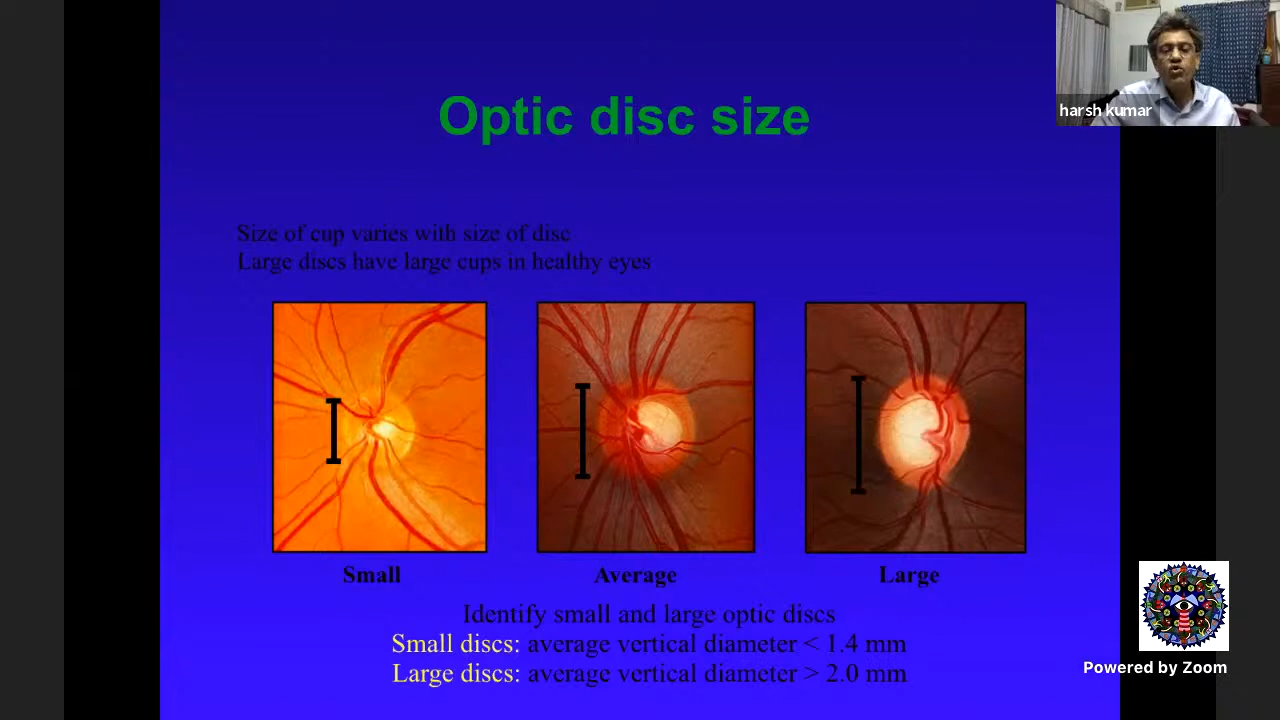 Optic disc size
harsh kumar
Size of cup varies with size of disc
Large discs have large cups in healthy eyes
Small
Average
Large
Identify small and large optic discs
Small discs: average vertical diameter < 1.4 mm
Large discs: average vertical diameter > 2.0 mm
Powered by Zoom